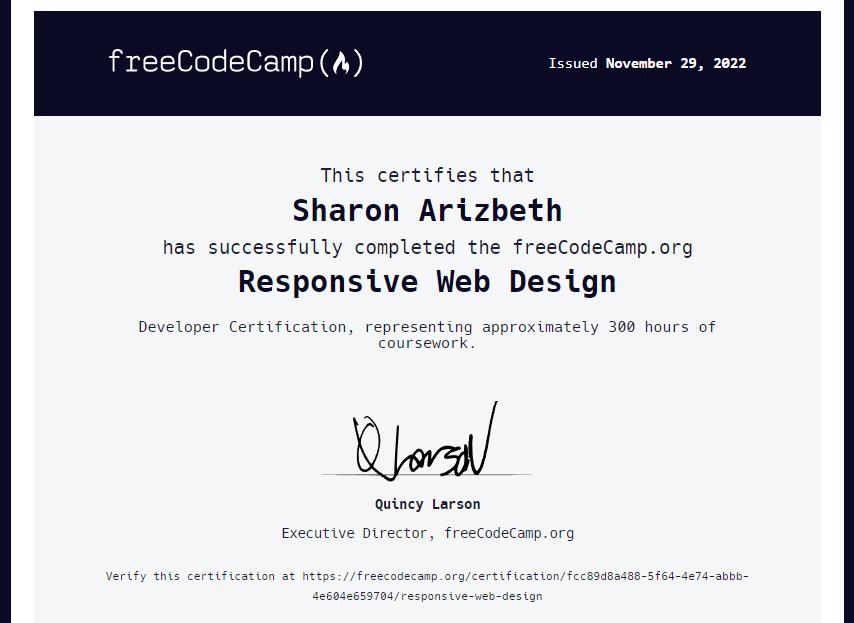 freeCodeCamp(🔥)
Issued November 29, 2022
This certifies that
Sharon Arizbeth
has successfully completed the freeCodeCamp.org
Responsive Web Design
Developer Certification, representing approximately 300 hours of
coursework.
Q Larson
Quincy Larson
Executive Director, freeCodeCamp.org
Verify this certification at https://freecodecamp.org/certification/fcc89d8a488-5f64-4e74-abbb-
4e604e659704/responsive-web-design